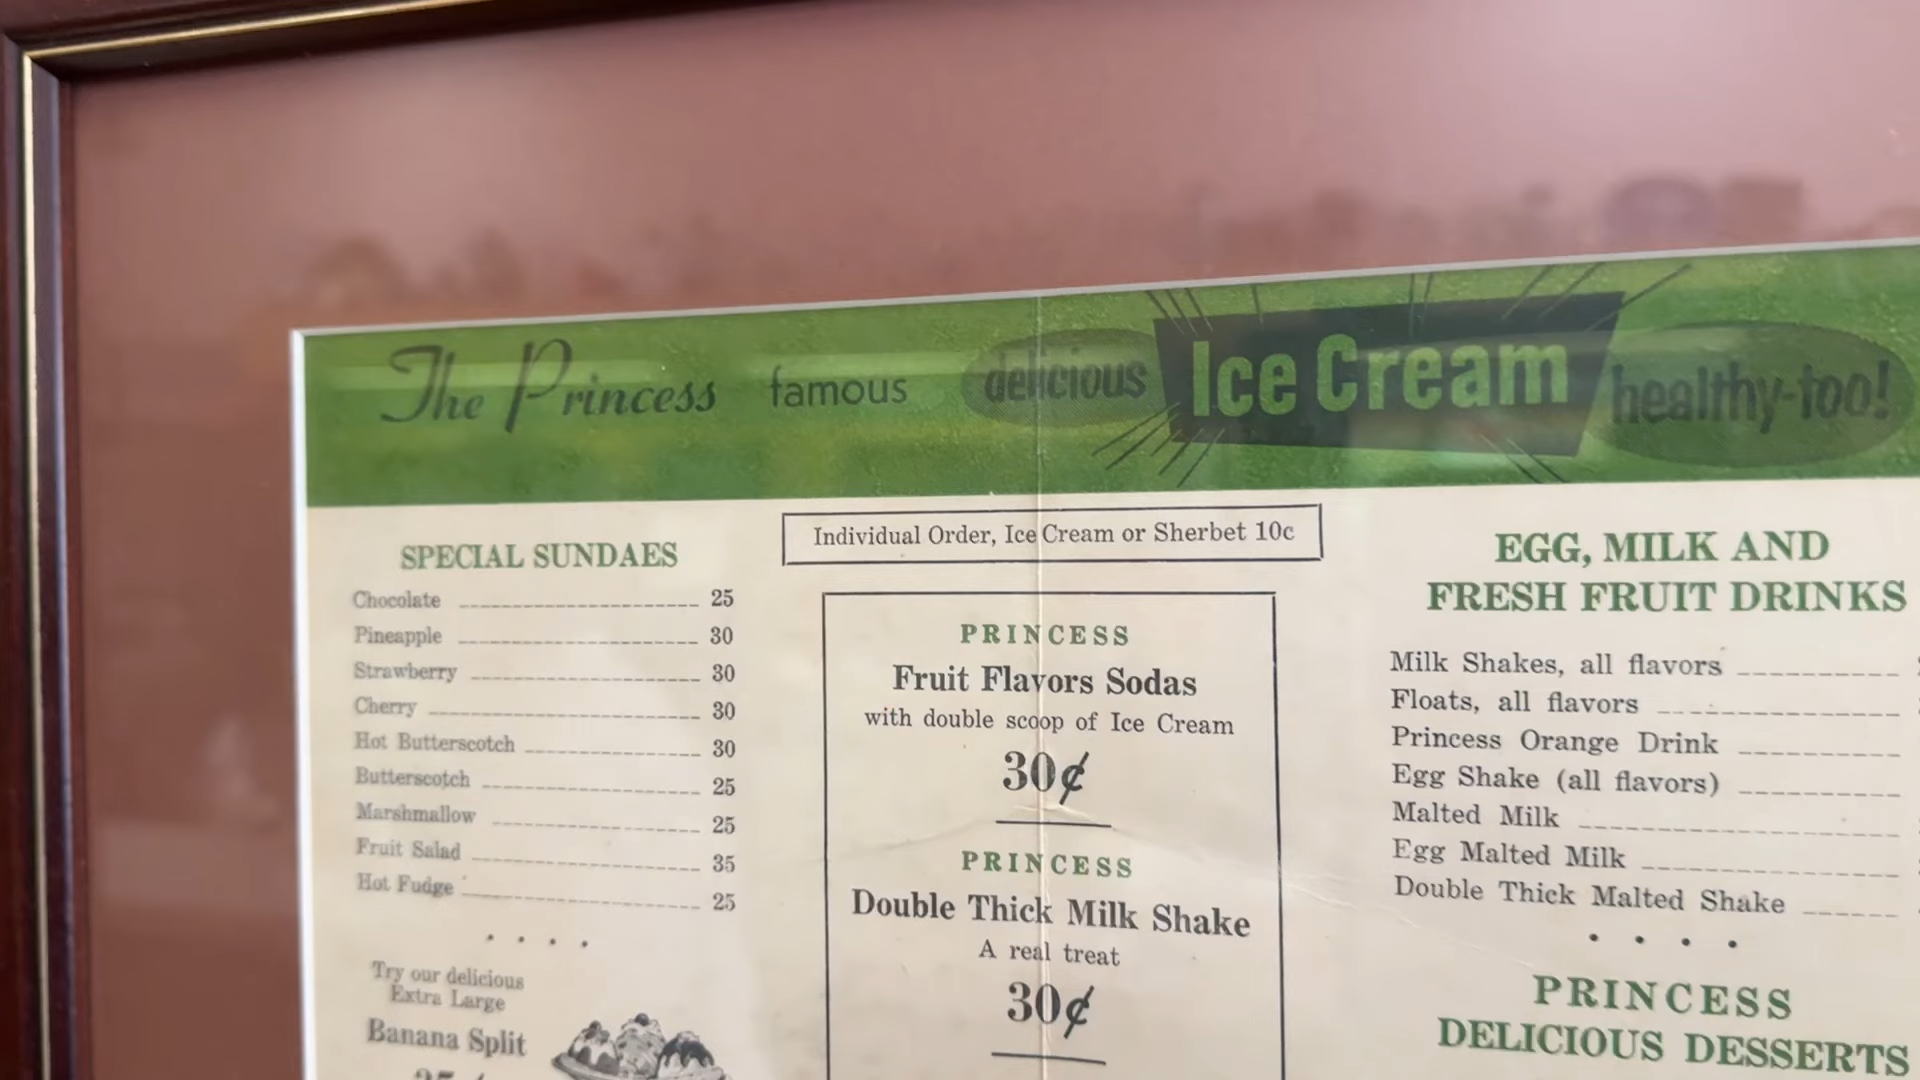 The Princess famous delicious Ice Cream healthy-too!
Individual Order, Ice Cream or Sherbet 10c
SPECIAL SUNDAES
Chocolate 25
Pineapple 30
Strawberry 30
Cherry 30
Hot Butterscotch 30
Butterscotch 25
Marshmallow 25
Fruit Salad 35
Hot Fudge 25
Try our delicious
Extra Large
Banana Split
PRINCESS
Fruit Flavors Sodas
with double scoop of Ice Cream
30¢
PRINCESS
Double Thick Milk Shake
A real treat
30¢
EGG, MILK AND
FRESH FRUIT DRINKS
Milk Shakes, all flavors
Floats, all flavors
Princess Orange Drink
Egg Shake (all flavors)
Malted Milk
Egg Malted Milk
Double Thick Malted Shake
PRINCESS
DELICIOUS DESSERTS